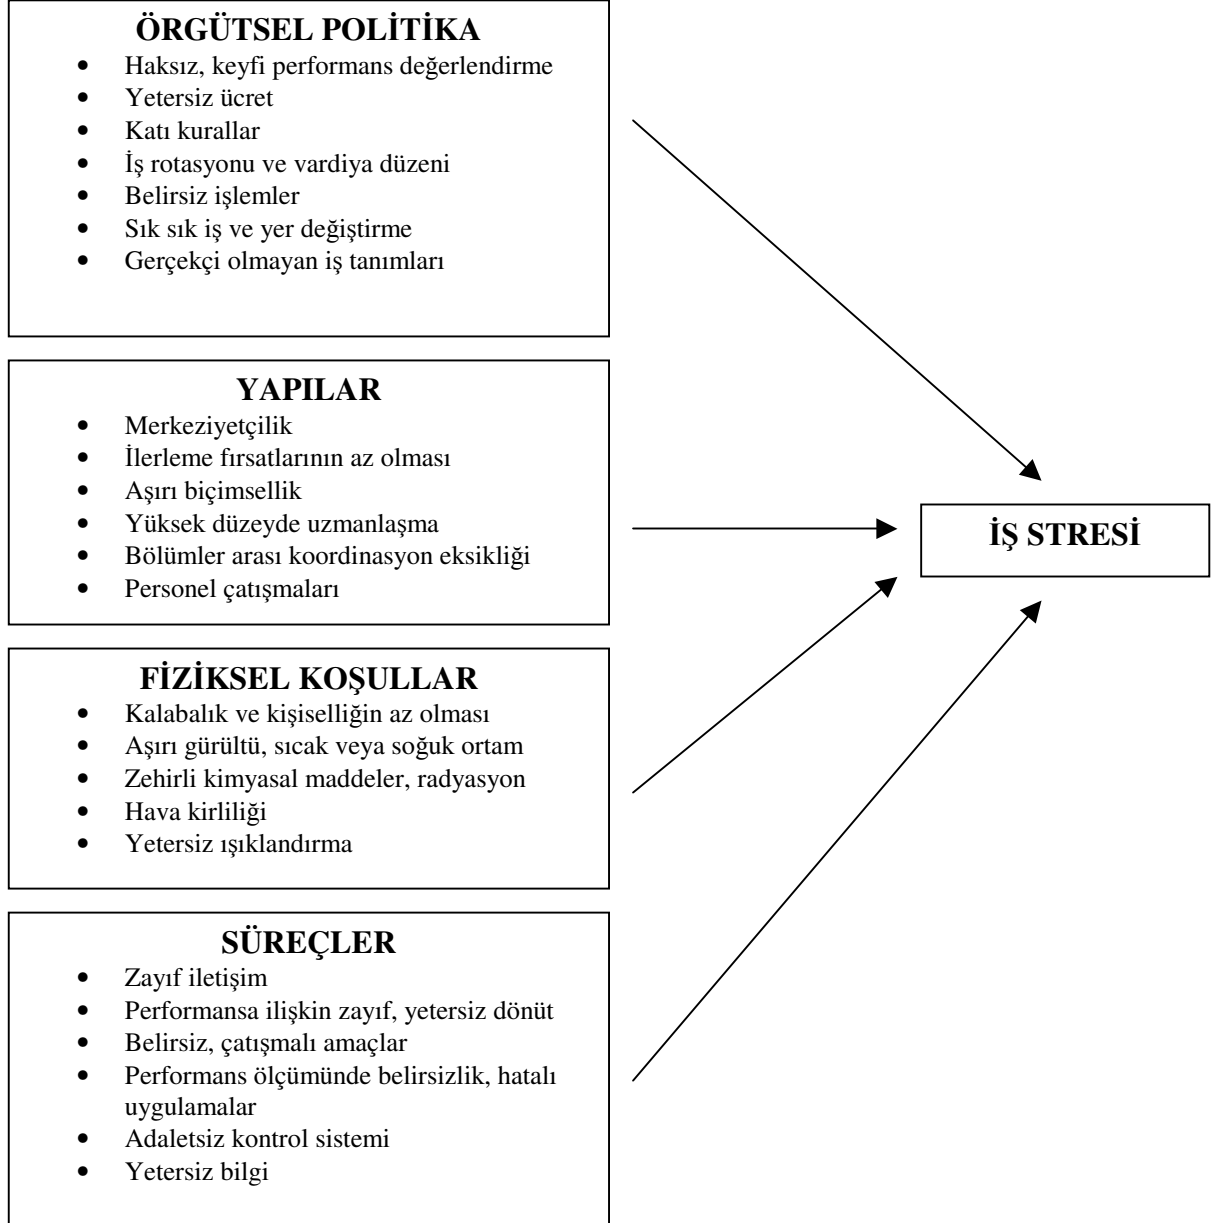 ÖRGÜTSEL POLİTİKA
• Haksız, keyfi performans değerlendirme
• Yetersiz ücret
• Katı kurallar
• İş rotasyonu ve vardiya düzeni
• Belirsiz işlemler
• Sık sık iş ve yer değiştirme
• Gerçekçi olmayan iş tanımları
YAPILAR
• Merkeziyetçilik
• İlerleme fırsatlarının az olması
• Aşırı biçimsellik
• Yüksek düzeyde uzmanlaşma
• Bölümler arası koordinasyon eksikliği
• Personel çatışmaları
FİZİKSEL KOŞULLAR
• Kalabalık ve kişiselliğin az olması
• Aşırı gürültü, sıcak veya soğuk ortam
• Zehirli kimyasal maddeler, radyasyon
• Hava kirliliği
• Yetersiz ışıklandırma
SÜREÇLER
• Zayıf iletişim
• Performansa ilişkin zayıf, yetersiz dönüt
• Belirsiz, çatışmalı amaçlar
• Performans ölçümünde belirsizlik, hatalı
uygulamalar
• Adaletsiz kontrol sistemi
• Yetersiz bilgi
İŞ STRESİ